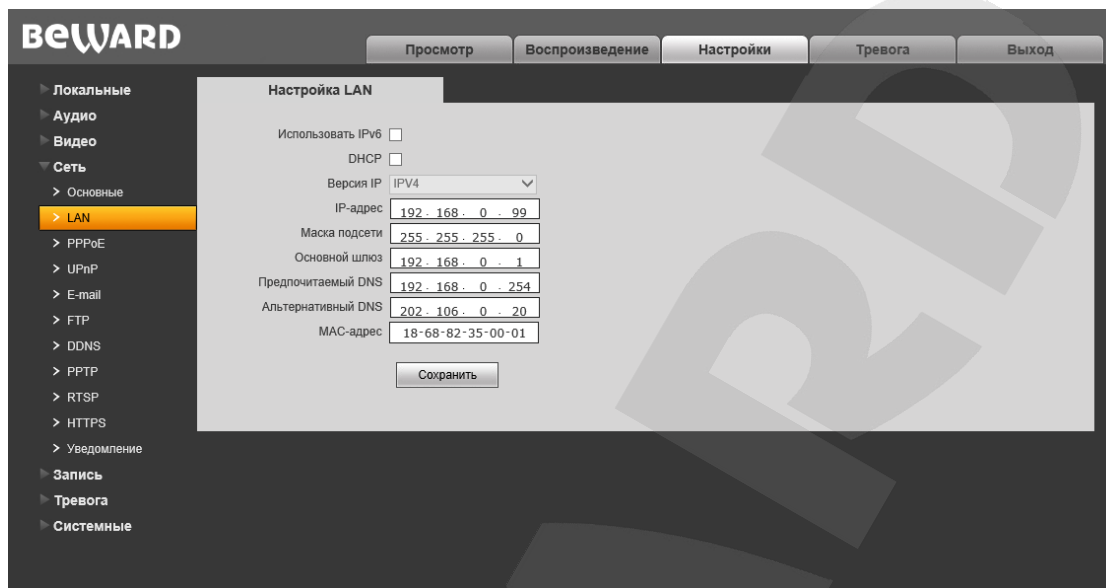 BEWARD
Просмотр
Воспроизведение
Настройки
Тревога
Выход
Локальные
Аудио
Видео
Сеть
> Основные
> LAN
> PPPoE
> UPnP
> E-mail
> FTP
> DDNS
> PPTP
> RTSP
> HTTPS
> Уведомление
Запись
Тревога
Системные
Настройка LAN
Использовать IPv6
DHCP
Версия IP IPV4
IP-адрес 192 . 168 . 0 . 99
Маска подсети 255 . 255 . 255 . 0
Основной шлюз 192 . 168 . 0 . 1
Предпочитаемый DNS 192 . 168 . 0 . 254
Альтернативный DNS 202 . 106 . 0 . 20
MAC-адрес 18-68-82-35-00-01
Сохранить